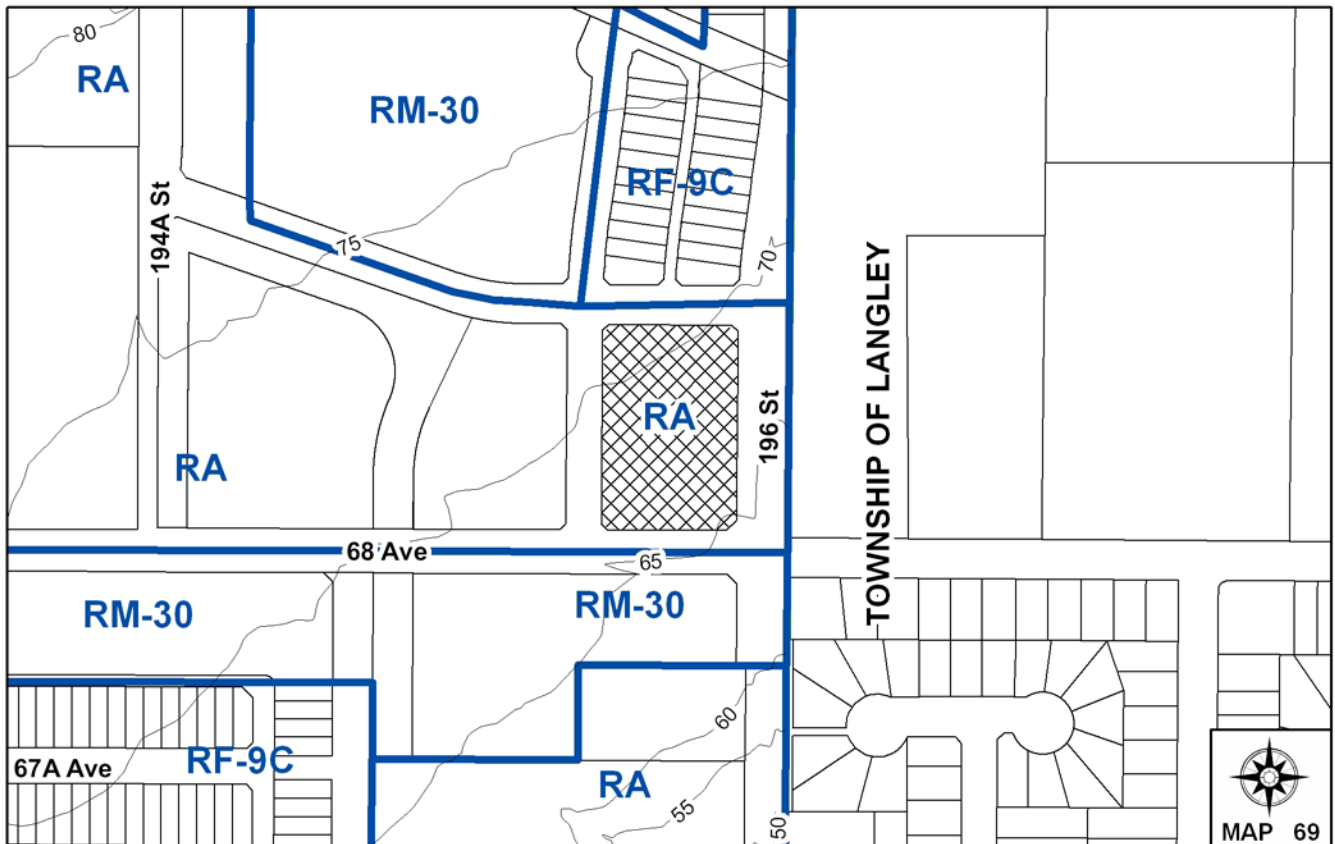 80
RA
RM-30
RF-9C
194A St
75
70
TOWNSHIP OF LANGLEY
RA
196 St
RA
68 Ave
65
RM-30
RM-30
60
RF-9C
67A Ave
RA
55
50
MAP 69